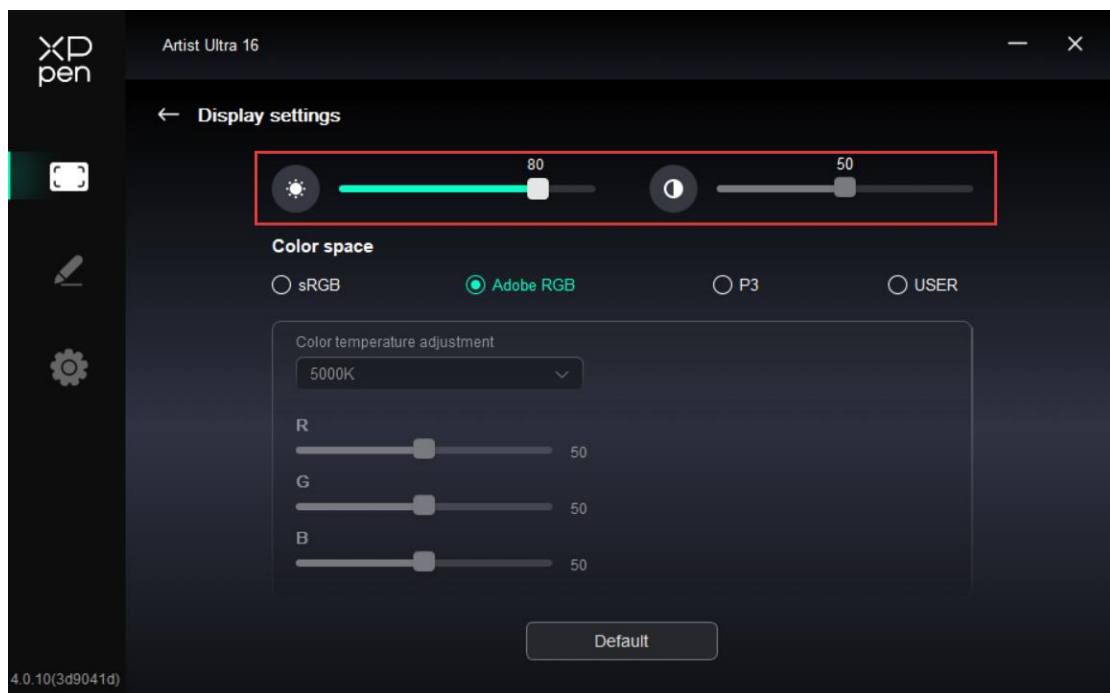 XP
pen
Artist Ultra 16
Display settings
80
50
Color space
sRGB
Adobe RGB
P3
USER
Color temperature adjustment
5000K
R
50
G
50
B
50
Default
4.0.10(3d9041d)